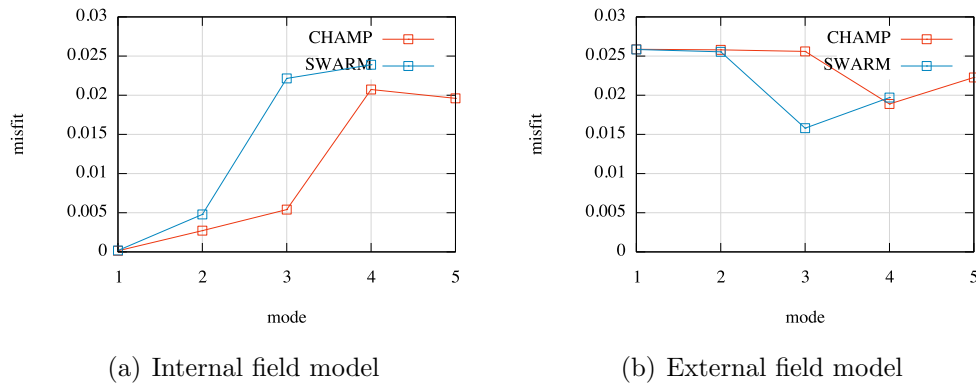 0.03
0.025
0.02
0.015
0.01
0.005
0
misfit
CHAMP
SWARM
1 2 3 4 5
mode
(a) Internal field model
0.03
0.025
0.02
0.015
0.01
0.005
0
misfit
CHAMP
SWARM
1 2 3 4 5
mode
(b) External field model